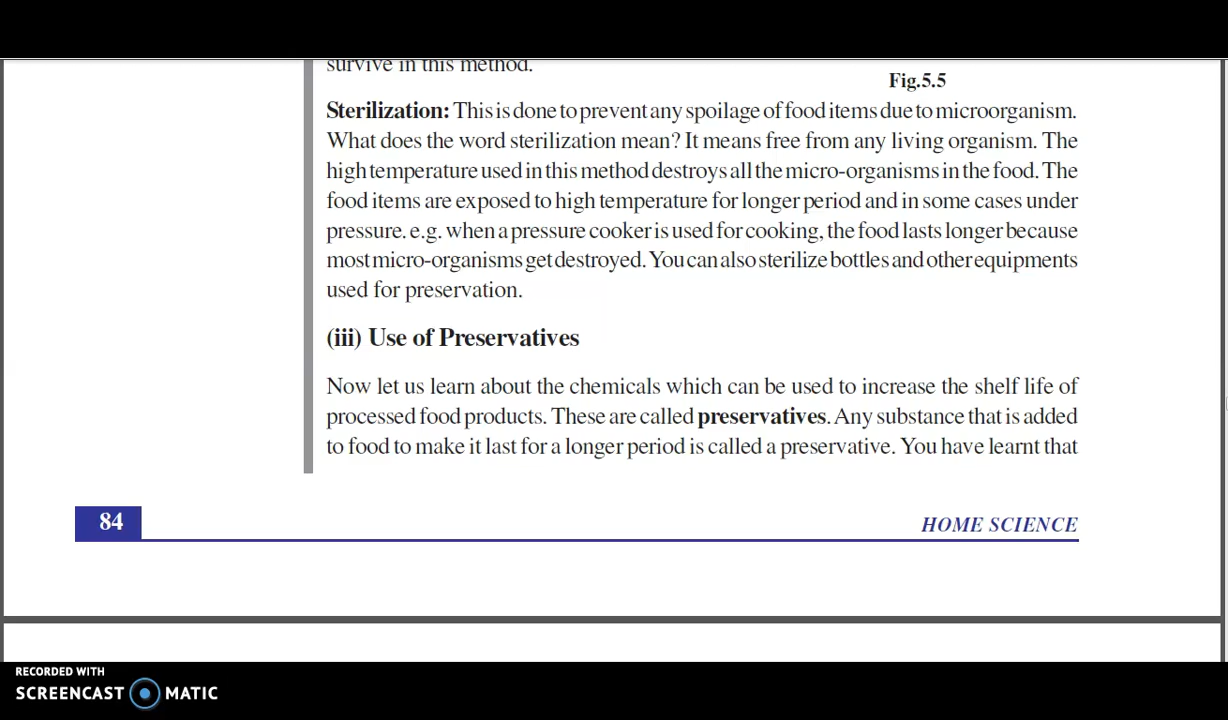 survive in this method.
Fig.5.5
Sterilization: This is done to prevent any spoilage of food items due to microorganism.
What does the word sterilization mean? It means free from any living organism. The
high temperature used in this method destroys all the micro-organisms in the food. The
food items are exposed to high temperature for longer period and in some cases under
pressure. e.g. when a pressure cooker is used for cooking, the food lasts longer because
most micro-organisms get destroyed. You can also sterilize bottles and other equipments
used for preservation.
(iii) Use of Preservatives
Now let us learn about the chemicals which can be used to increase the shelf life of
processed food products. These are called preservatives. Any substance that is added
to food to make it last for a longer period is called a preservative. You have learnt that
84
HOME SCIENCE
RECORDED WITH
SCREENCAST MATIC